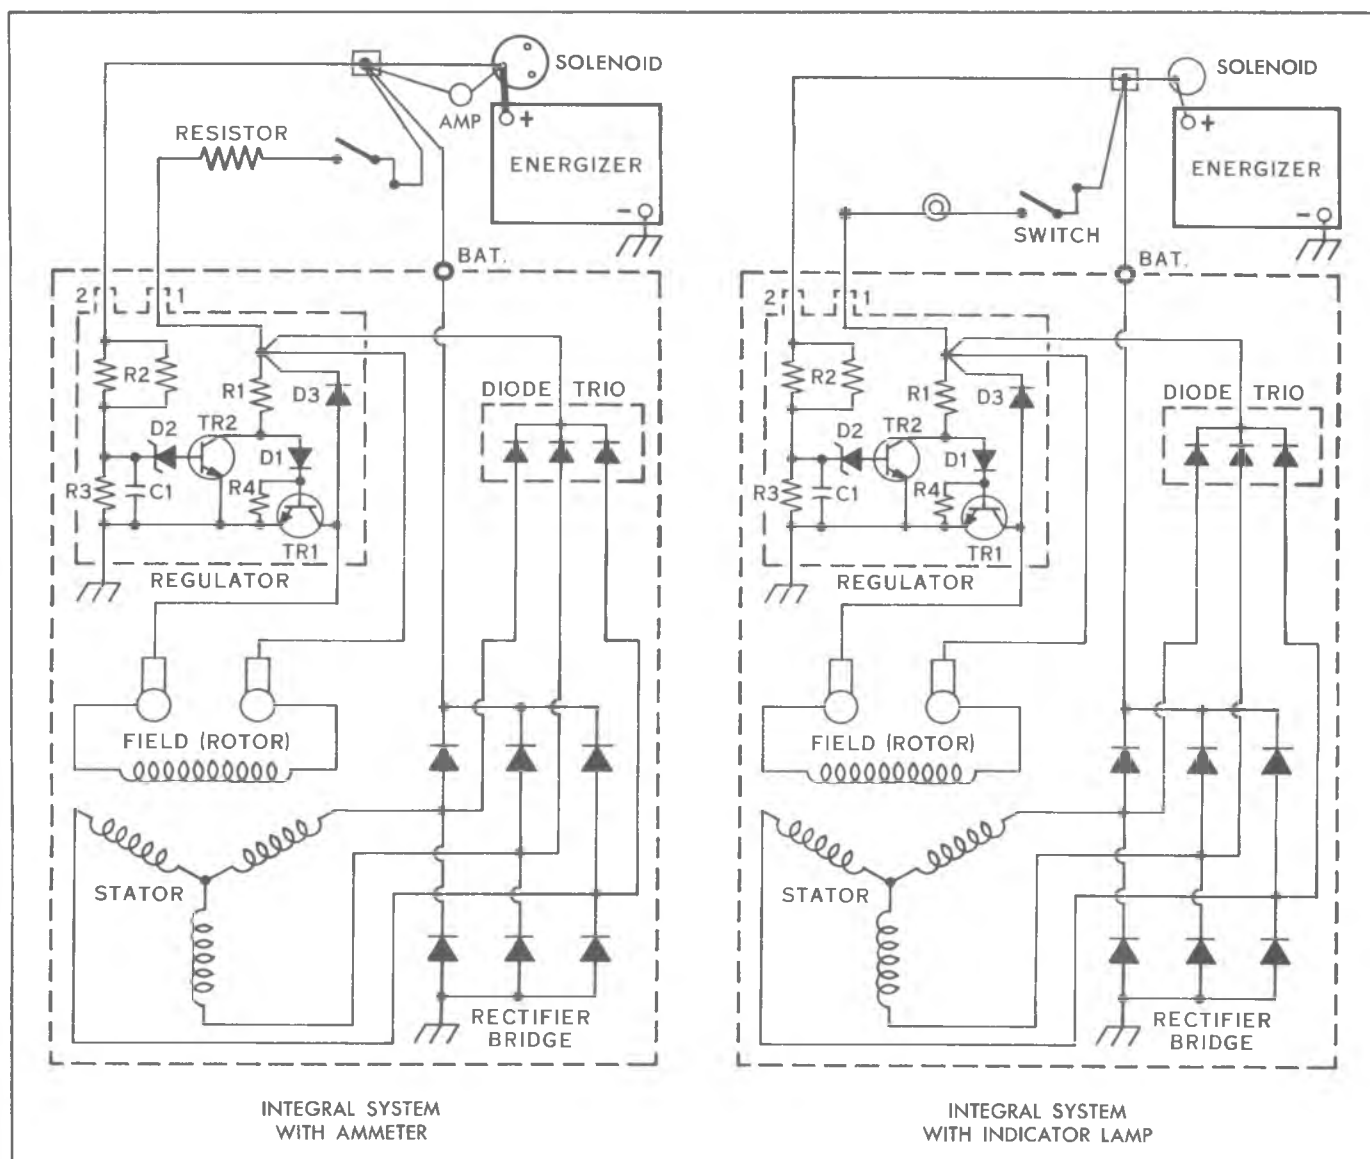 SOLENOID
AMP
+
RESISTOR
ENERGIZER
-
BAT.
2
1
R2
R1
D3
DIODE TRIO
D2
TR2
D1
R3
C1
R4
TR1
REGULATOR
FIELD (ROTOR)
STATOR
RECTIFIER
BRIDGE
INTEGRAL SYSTEM
WITH AMMETER
SOLENOID
+
ENERGIZER
-
SWITCH
BAT.
2
1
R2
R1
D3
DIODE TRIO
D2
TR2
D1
R3
C1
R4
TR1
REGULATOR
FIELD (ROTOR)
STATOR
RECTIFIER
BRIDGE
INTEGRAL SYSTEM
WITH INDICATOR LAMP